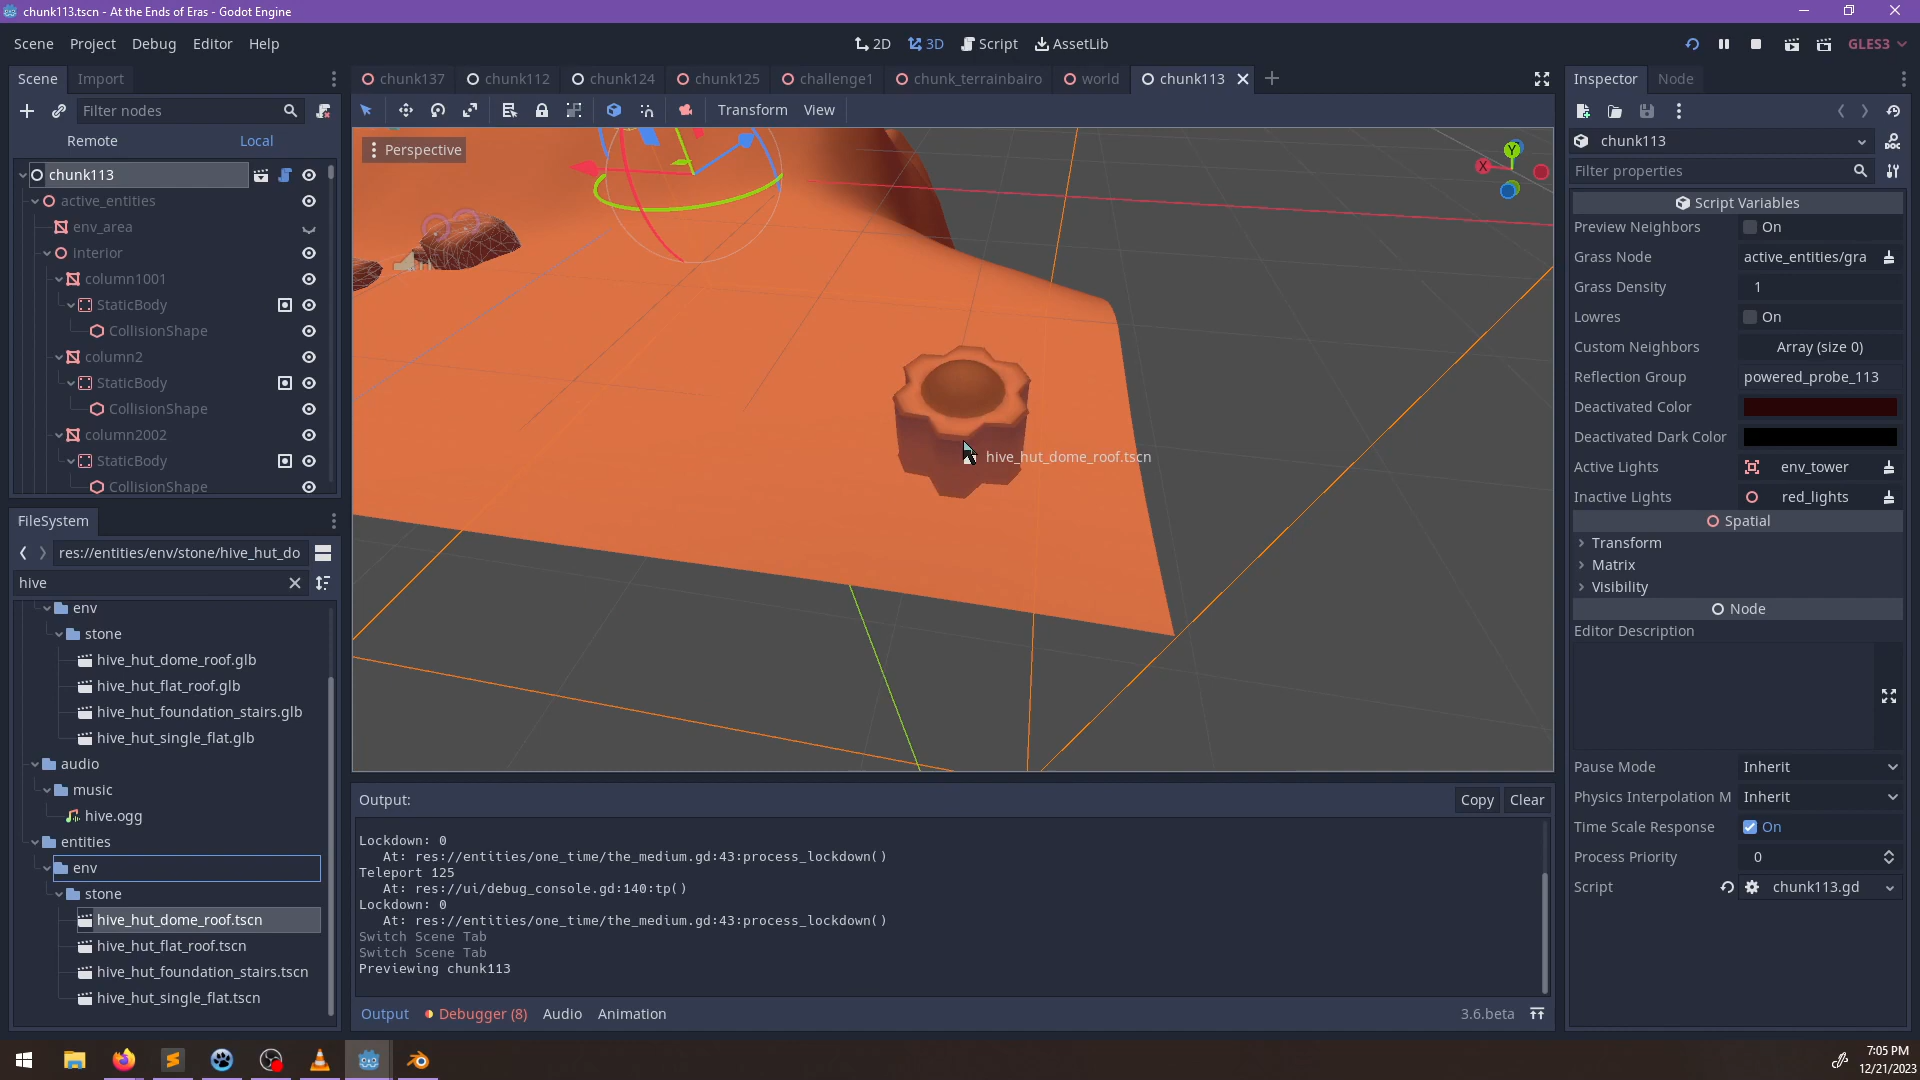 chunk113.tscn - At the Ends of Eras - Godot Engine
Scene Project Debug Editor Help
2D 3D Script AssetLib
GLES3
Scene Import
chunk137 chunk112 chunk124 chunk125 challenge1 chunk_terrainbairo world chunk113
Inspector Node
Filter nodes
Transform View
Remote Local
chunk113
Filter properties
Perspective
Y
X
chunk113
active_entities
env_area
interior
column1001
StaticBody
CollisionShape
column2
StaticBody
CollisionShape
column2002
StaticBody
CollisionShape
hive_hut_dome_roof.tscn
FileSystem
res://entities/env/stone/hive_hut_do
hive
env
stone
hive_hut_dome_roof.glb
hive_hut_flat_roof.glb
hive_hut_foundation_stairs.glb
hive_hut_single_flat.glb
audio
music
hive.ogg
entities
env
stone
hive_hut_dome_roof.tscn
hive_hut_flat_roof.tscn
hive_hut_foundation_stairs.tscn
hive_hut_single_flat.tscn
Output:
Copy Clear
Lockdown: 0
At: res://entities/one_time/the_medium.gd:43:process_lockdown()
Teleport 125
At: res://ui/debug_console.gd:140:tp()
Lockdown: 0
At: res://entities/one_time/the_medium.gd:43:process_lockdown()
Switch Scene Tab
Switch Scene Tab
Previewing chunk113
Output Debugger (8) Audio Animation
3.6.beta
Script Variables
Preview Neighbors On
Grass Node active_entities/gra
Grass Density 1
Lowres On
Custom Neighbors Array (size 0)
Reflection Group powered_probe_113
Deactivated Color
Deactivated Dark Color
Active Lights env_tower
Inactive Lights red_lights
Spatial
Transform
Matrix
Visibility
Node
Editor Description
Pause Mode Inherit
Physics Interpolation M Inherit
Time Scale Response On
Process Priority 0
Script chunk113.gd
7:05 PM
12/21/2023